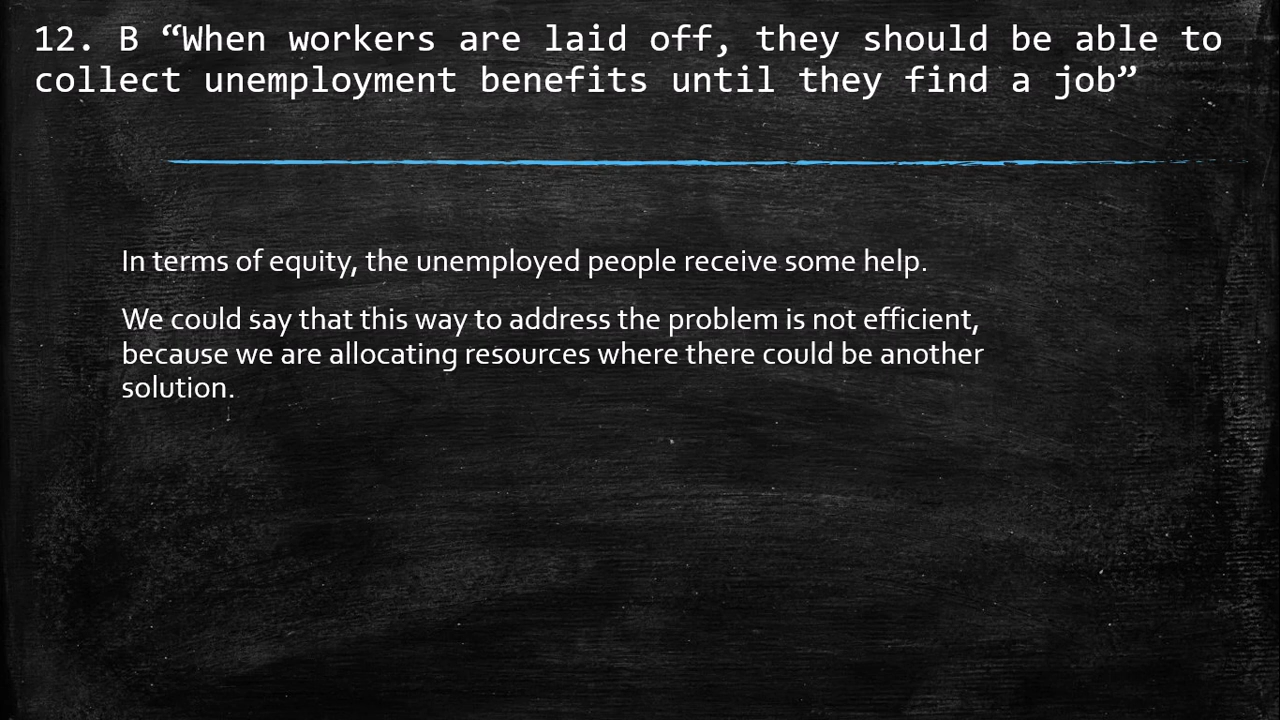 12. B “When workers are laid off, they should be able to
collect unemployment benefits until they find a job”
In terms of equity, the unemployed people receive some help.
We could say that this way to address the problem is not efficient,
because we are allocating resources where there could be another
solution.